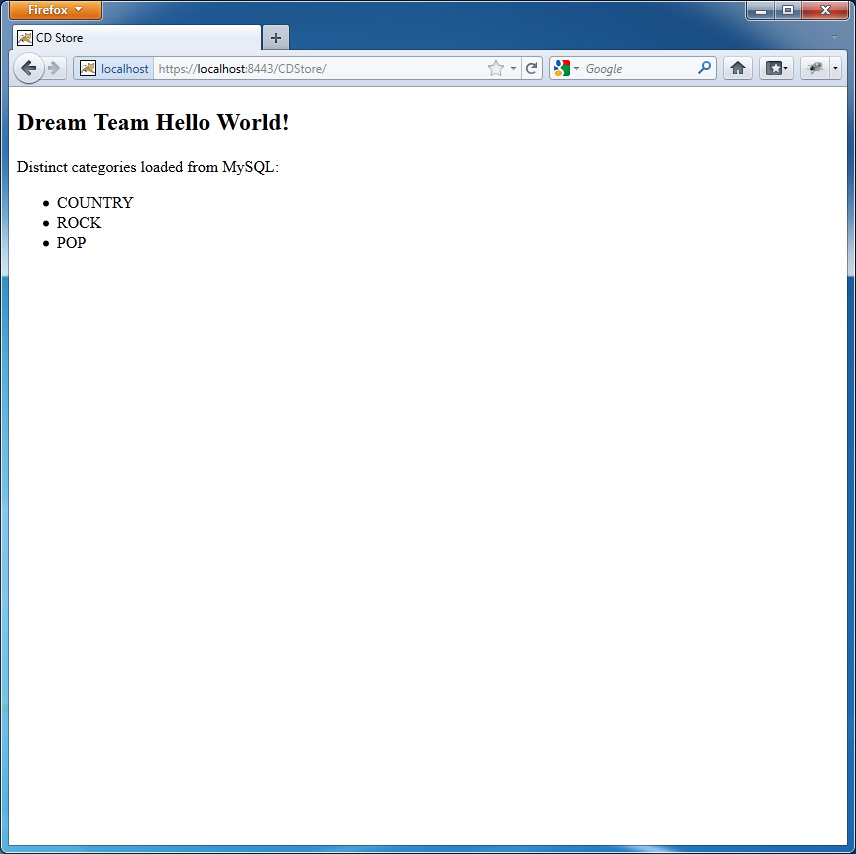 Firefox
CD Store
localhost https://localhost:8443/CDStore/ Google
Dream Team Hello World!
Distinct categories loaded from MySQL:
• COUNTRY
• ROCK
• POP